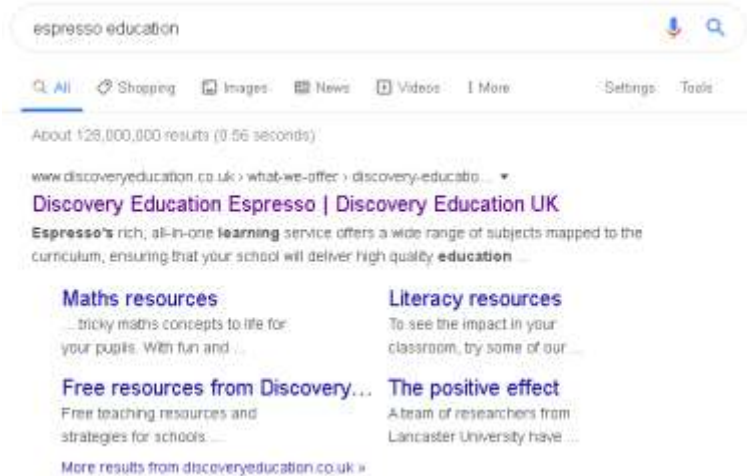 espresso education
All Shopping Images News Videos More Settings Tools
About 128,000,000 results (0.56 seconds)
www.discoveryeducation.co.uk › what-we-offer › discovery-educatio...
Discovery Education Espresso | Discovery Education UK
Espresso's rich, all-in-one learning service offers a wide range of subjects mapped to the
curriculum, ensuring that your school will deliver high quality education ...
Maths resources
... tricky maths concepts to life for
your pupils. With fun and ...
Literacy resources
To see the impact in your
classroom, try some of our ...
Free resources from Discovery...
Free teaching resources and
strategies for schools. ...
The positive effect
A team of researchers from
Lancaster University have ...
More results from discoveryeducation.co.uk »